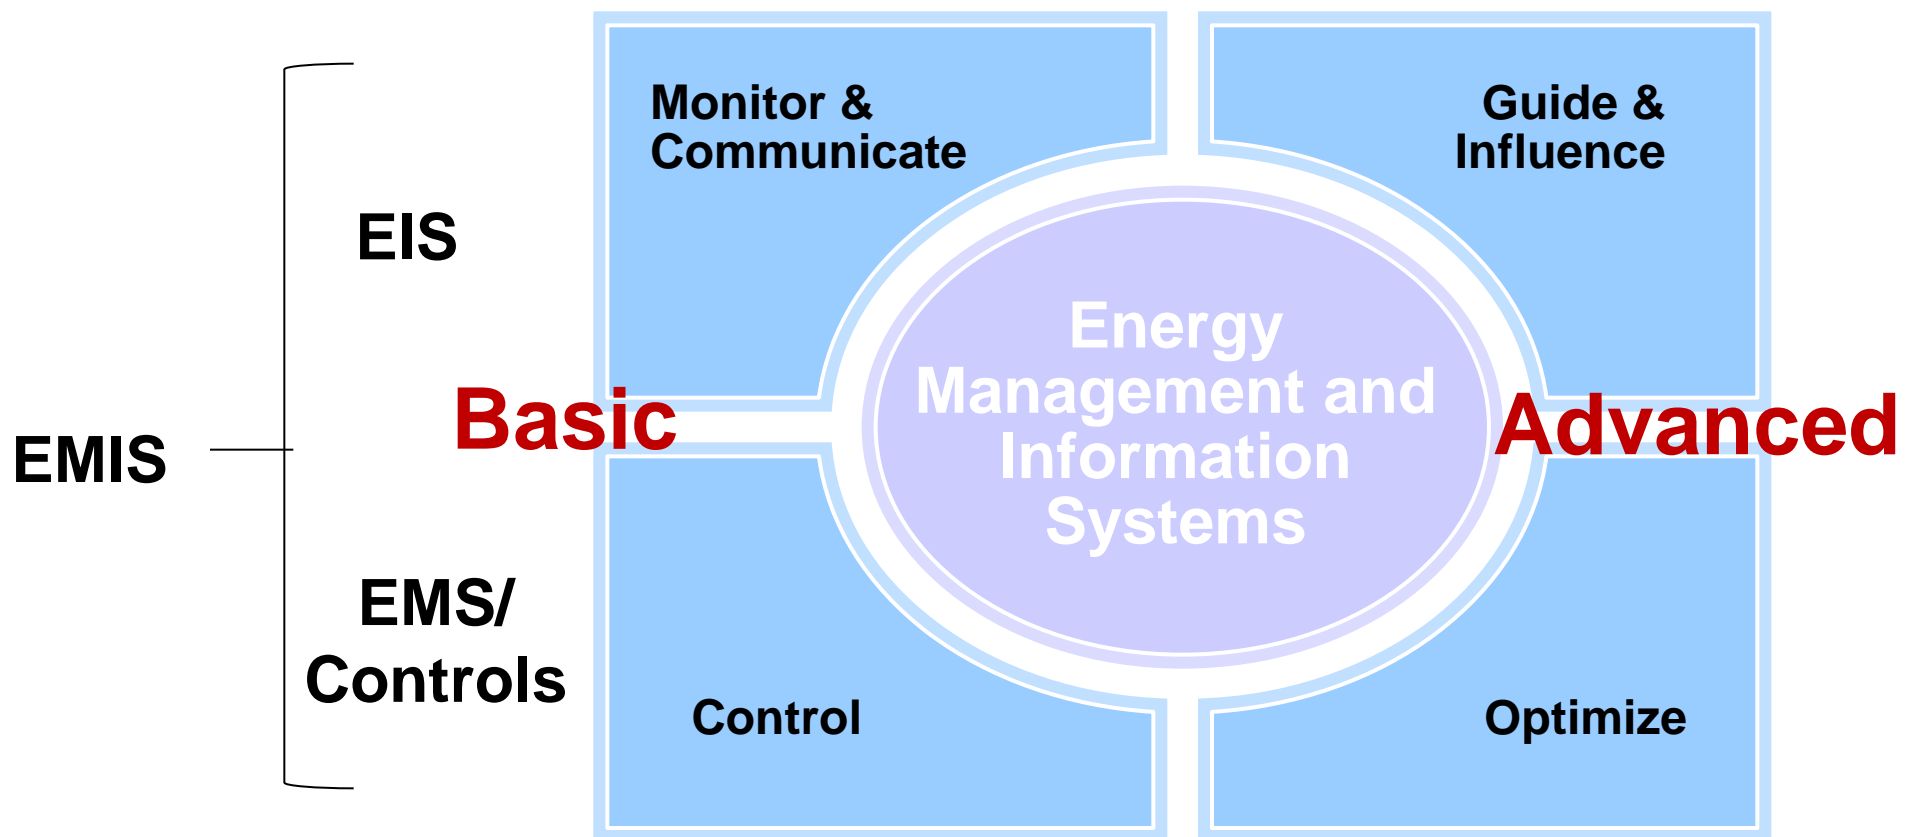 Monitor &
Communicate
Guide &
Influence
EIS
Energy
Management and
Information
Systems
Basic
Advanced
EMIS
EMS/
Controls
Control
Optimize